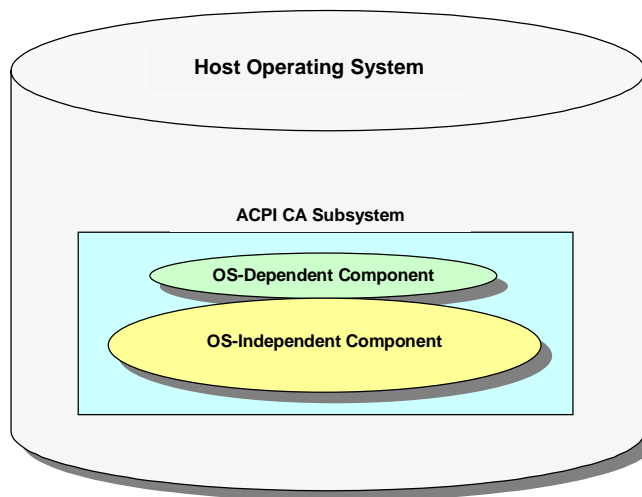 Host Operating System
ACPI CA Subsystem
OS-Dependent Component
OS-Independent Component